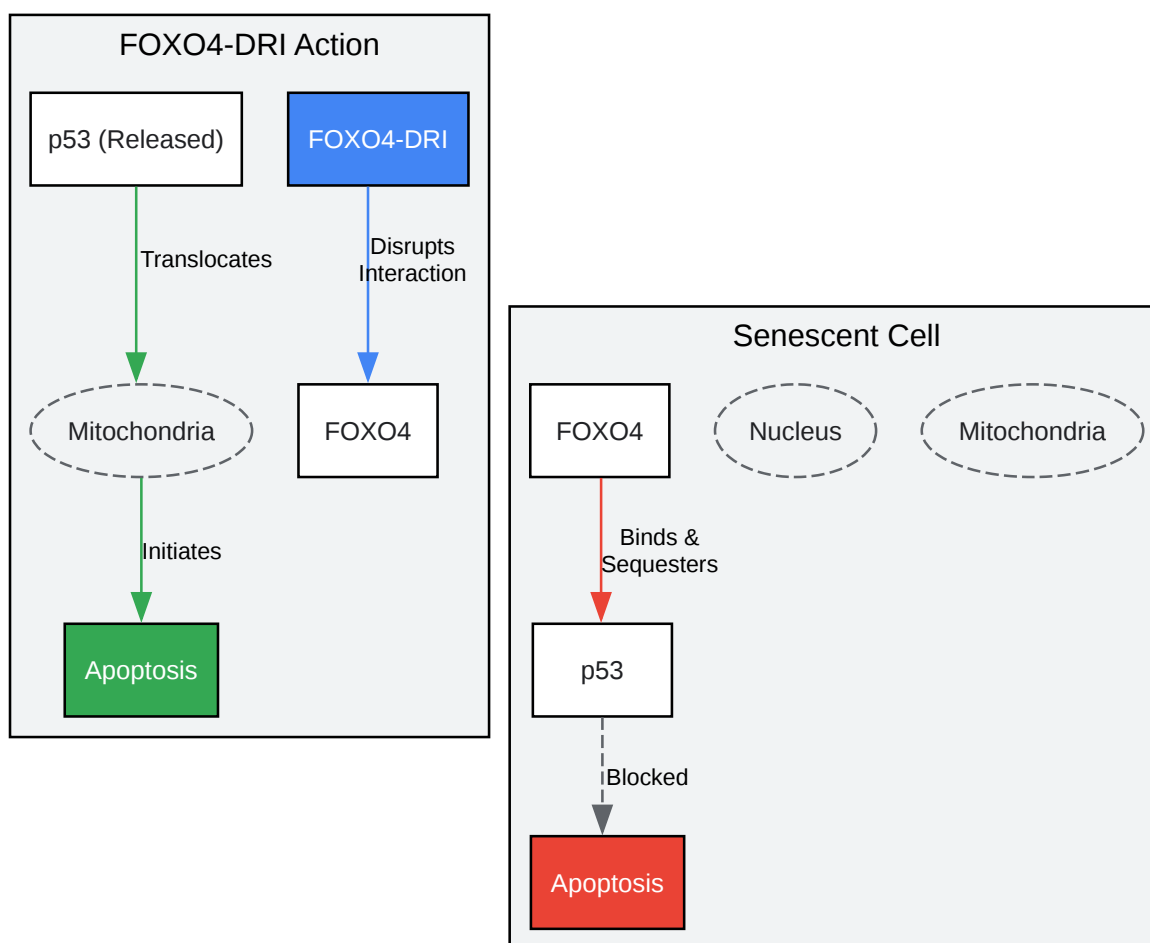 FOXO4-DRI Action
p53 (Released)
FOXO4-DRI
Translocates
Disrupts
Interaction
Mitochondria
FOXO4
Initiates
Apoptosis
Senescent Cell
FOXO4
Nucleus
Mitochondria
Binds &
Sequesters
p53
Blocked
Apoptosis